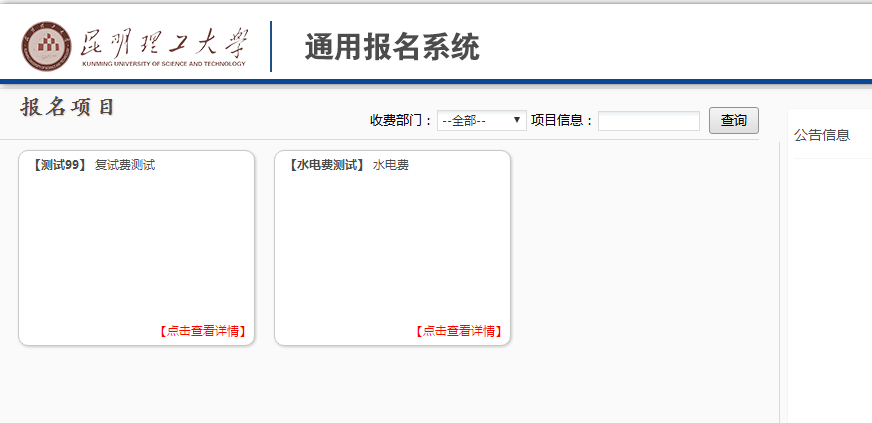 昆明理工大学
KUNMING UNIVERSITY OF SCIENCE AND TECHNOLOGY
通用报名系统
报名项目
收费部门： --全部-- 项目信息： 查询
公告信息
【测试99】 复试费测试
【点击查看详情】
【水电费测试】 水电费
【点击查看详情】